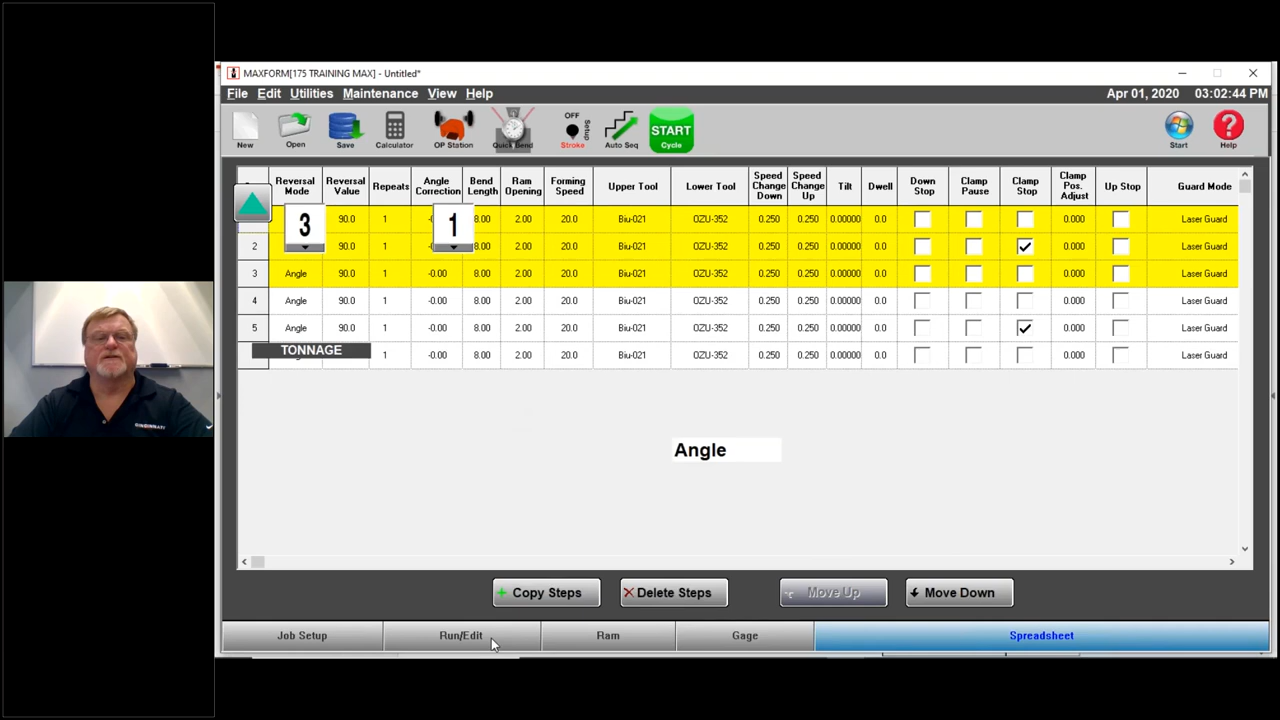 MAXFORM[175 TRAINING MAX] - Untitled*
File Edit Utilities Maintenance View Help Apr 01, 2020 03:02:44 PM
New Open Save Calculator OP Station Quick Bend OFF Setup Stroke Auto Seq START Cycle Start Help
Reversal Mode Reversal Value Repeats Angle Correction Bend Length Ram Opening Forming Speed Upper Tool Lower Tool Speed Change Down Speed Change Up Tilt Dwell Down Stop Clamp Pause Clamp Stop Clamp Pos. Adjust Up Stop Guard Mode
3 90.0 1 1 8.00 2.00 20.0 Biu-021 OZU-352 0.250 0.250 0.00000 0.0 0.000 Laser Guard
2 90.0 1 8.00 2.00 20.0 Biu-021 OZU-352 0.250 0.250 0.00000 0.0 0.000 Laser Guard
3 Angle 90.0 1 -0.00 8.00 2.00 20.0 Biu-021 OZU-352 0.250 0.250 0.00000 0.0 0.000 Laser Guard
4 Angle 90.0 1 -0.00 8.00 2.00 20.0 Biu-021 OZU-352 0.250 0.250 0.00000 0.0 0.000 Laser Guard
5 Angle 90.0 1 -0.00 8.00 2.00 20.0 Biu-021 OZU-352 0.250 0.250 0.00000 0.0 0.000 Laser Guard
TONNAGE 1 -0.00 8.00 2.00 20.0 Biu-021 OZU-352 0.250 0.250 0.00000 0.0 0.000 Laser Guard
CINCINNATI
Angle
Copy Steps Delete Steps Move Up Move Down
Job Setup Run/Edit Ram Gage Spreadsheet